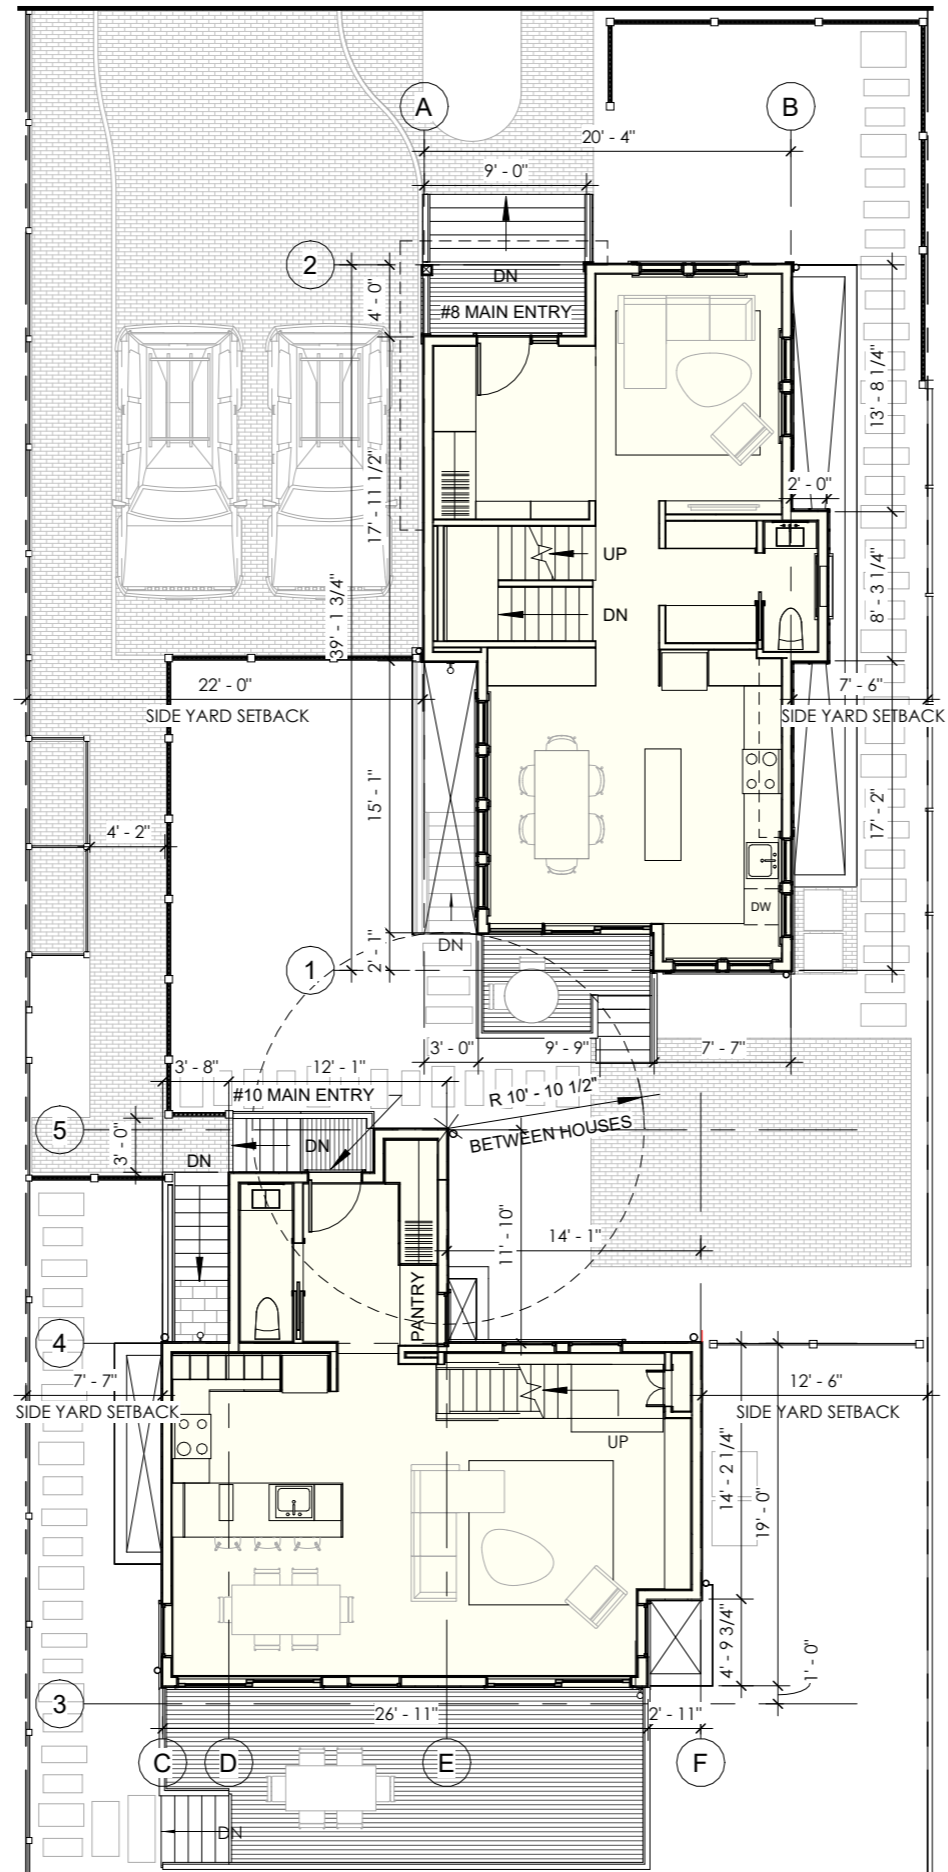 A
B
20' - 4"
9' - 0"
2
DN
#8 MAIN ENTRY
4' - 0"
13' - 8 1/4"
17' - 11 1/2"
2' - 0"
UP
DN
39' - 1 3/4"
8' - 3 1/4"
22' - 0"
SIDE YARD SETBACK
7' - 6"
SIDE YARD SETBACK
15' - 1"
4' - 2"
17' - 2"
DW
DN
2' - 1"
1
3' - 0"
9' - 9"
7' - 7"
3' - 8"
12' - 1"
#10 MAIN ENTRY
R 10' - 10 1/2"
BETWEEN HOUSES
5
3' - 0"
DN
DN
11' - 10"
14' - 1"
PANTRY
4
7' - 7"
SIDE YARD SETBACK
12' - 6"
SIDE YARD SETBACK
UP
14' - 2 1/4"
19' - 0"
4' - 9 3/4"
1' - 0"
3
26' - 11"
2' - 11"
C
D
E
F
DN